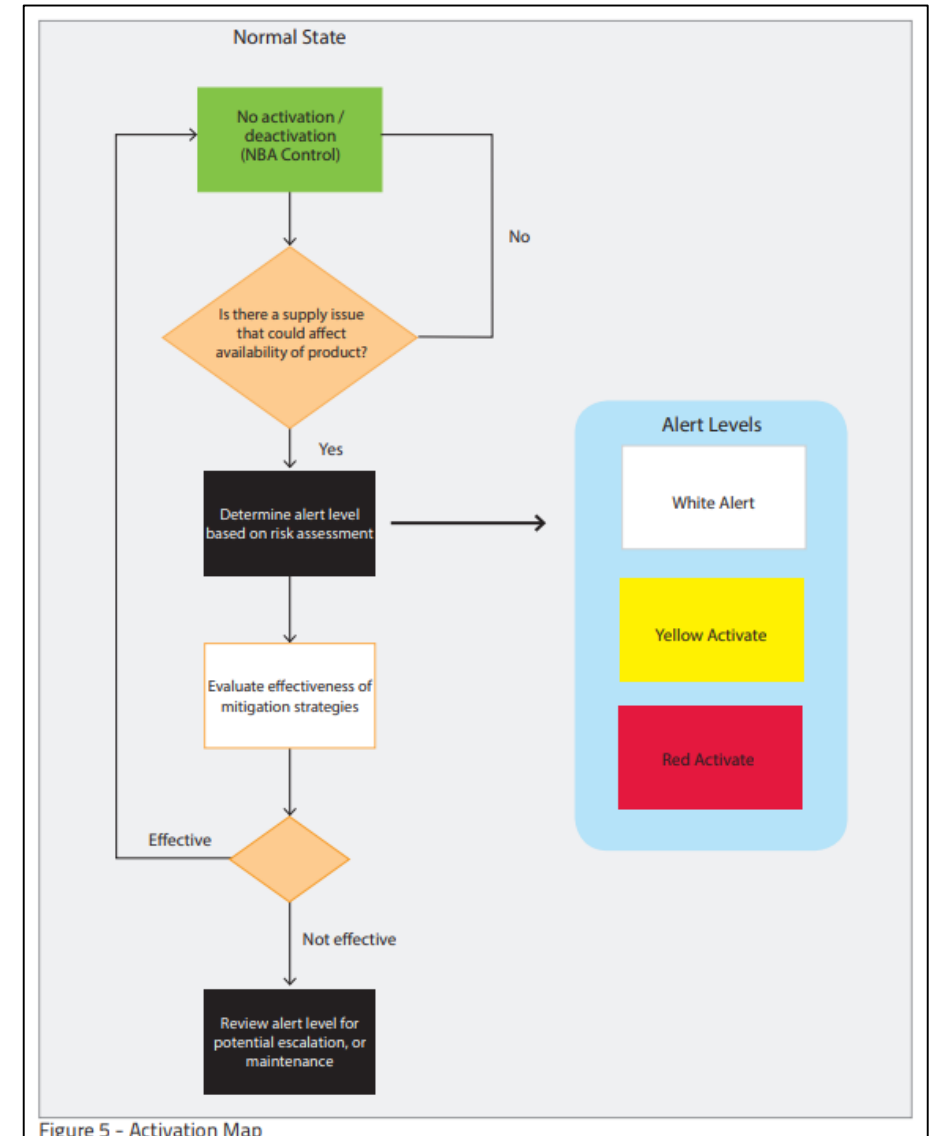 Normal State
No activation /
deactivation
(NBA Control)
No
Is there a supply issue
that could affect
availability of product?
Yes
Alert Levels
White Alert
Determine alert level
based on risk assessment
Yellow Activate
Evaluate effectiveness of
mitigation strategies
Red Activate
Effective
Not effective
Review alert level for
potential escalation, or
maintenance
Figure 5 - Activation Map